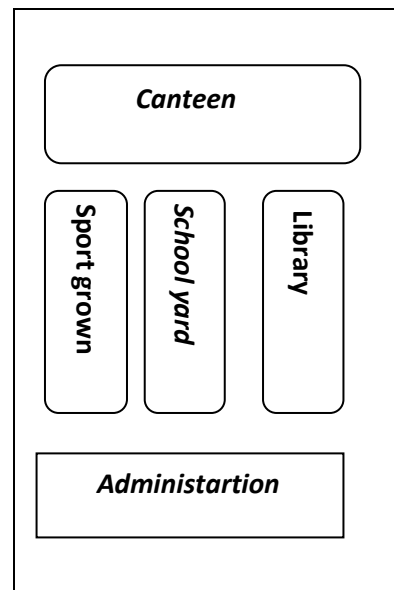 Canteen
Sport grown
School yard
Library
Administartion